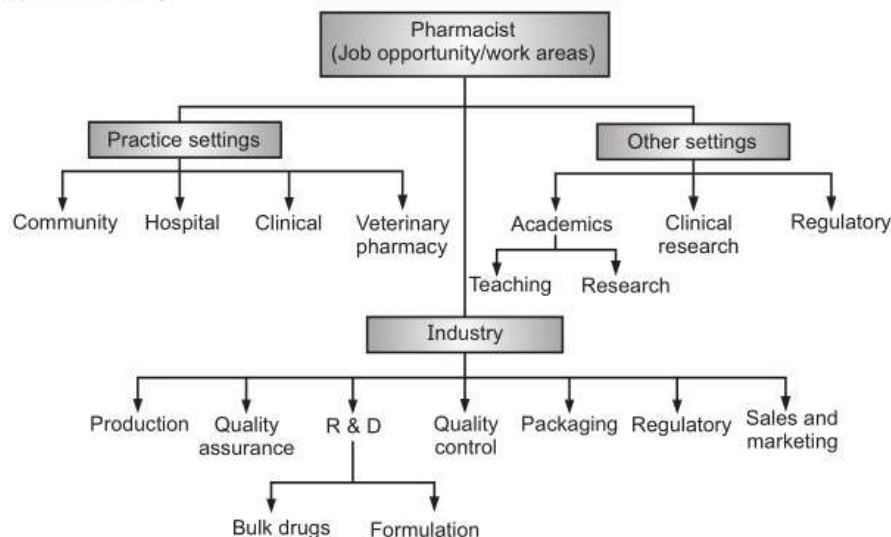 Pharmacist
(Job opportunity/work areas)
Practice settings
Other settings
Community
Hospital
Clinical
Veterinary
pharmacy
Academics
Clinical
research
Regulatory
Teaching
Research
Industry
Production
Quality
assurance
R & D
Quality
control
Packaging
Regulatory
Sales and
marketing
Bulk drugs
Formulation